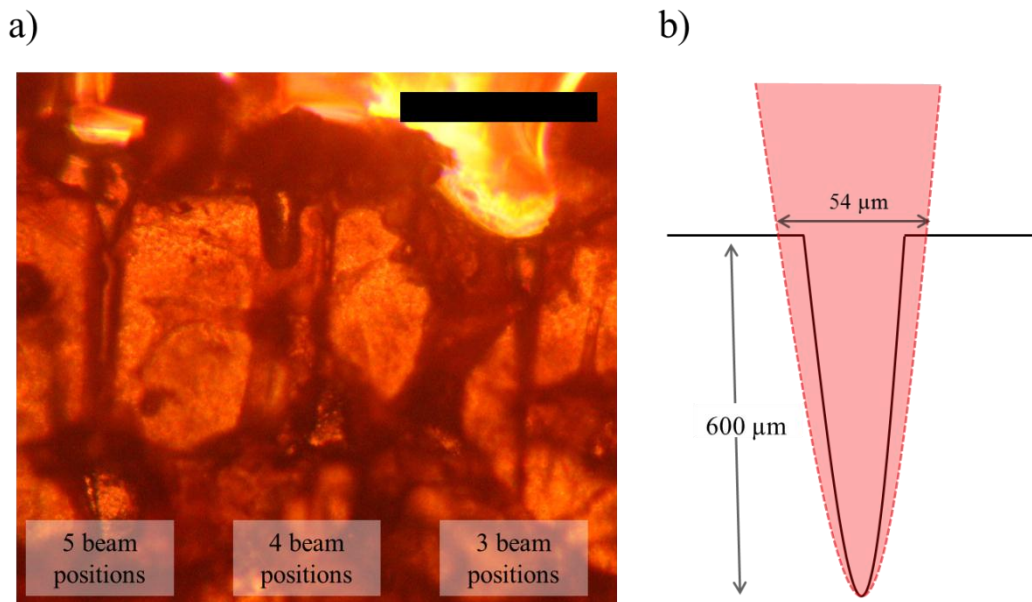 a)
b)
54 µm
600 µm
5 beam
positions
4 beam
positions
3 beam
positions